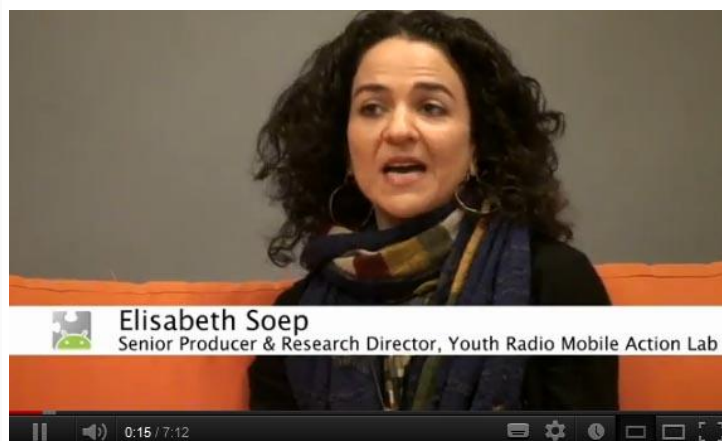 Elisabeth Soep
Senior Producer & Research Director, Youth Radio Mobile Action Lab
0:15 / 7:12